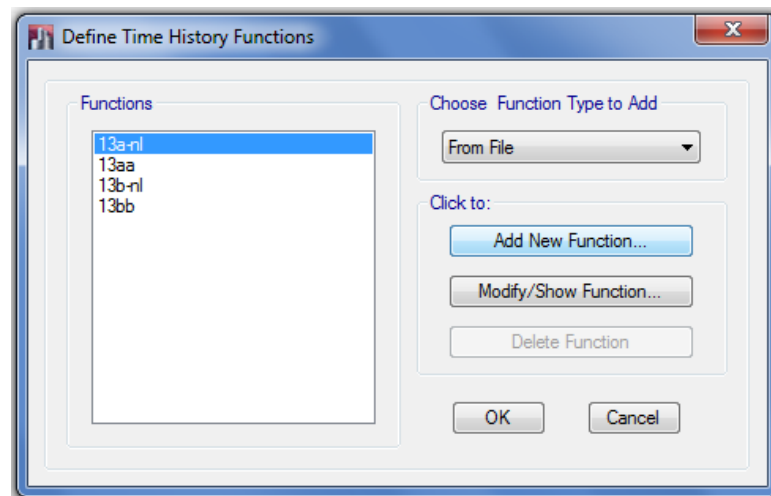 Define Time History Functions
Functions
13a-nl
13aa
13b-nl
13bb
Choose Function Type to Add
From File
Click to:
Add New Function...
Modify/Show Function...
Delete Function
OK
Cancel